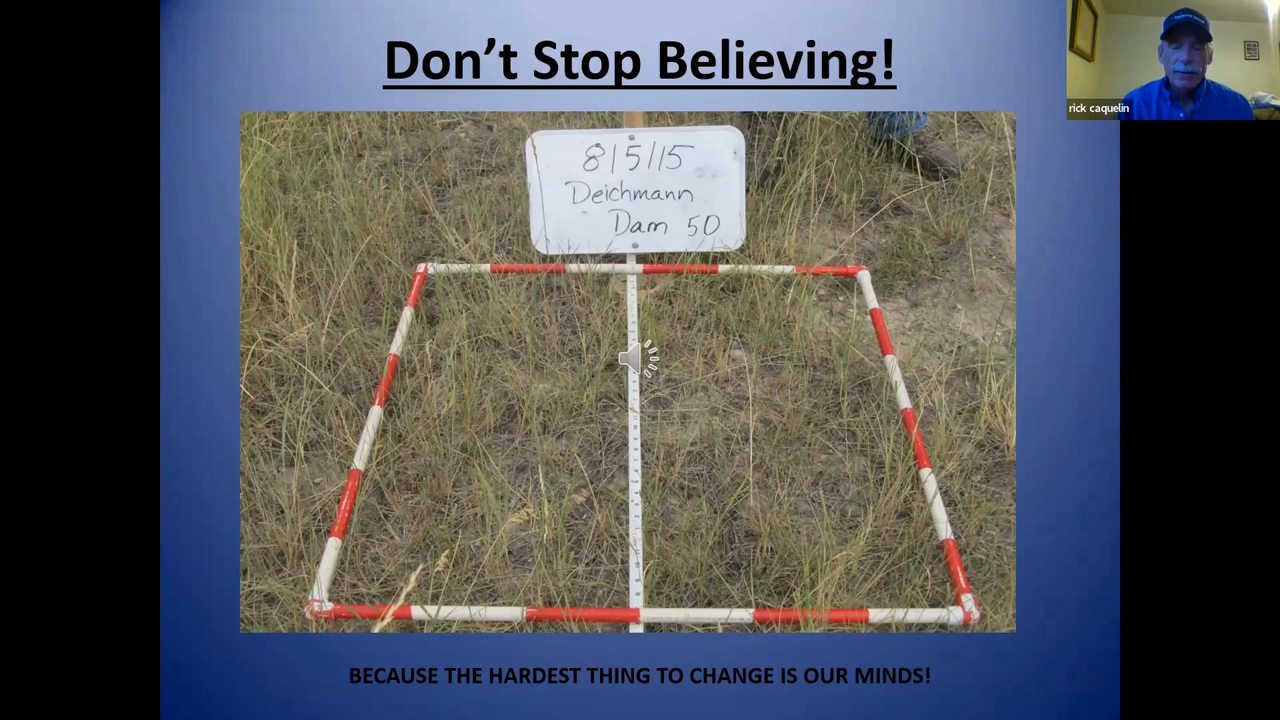 Don't Stop Believing!
rick caquelin
8/5/15
Deichmann
Dam 50
BECAUSE THE HARDEST THING TO CHANGE IS OUR MINDS!